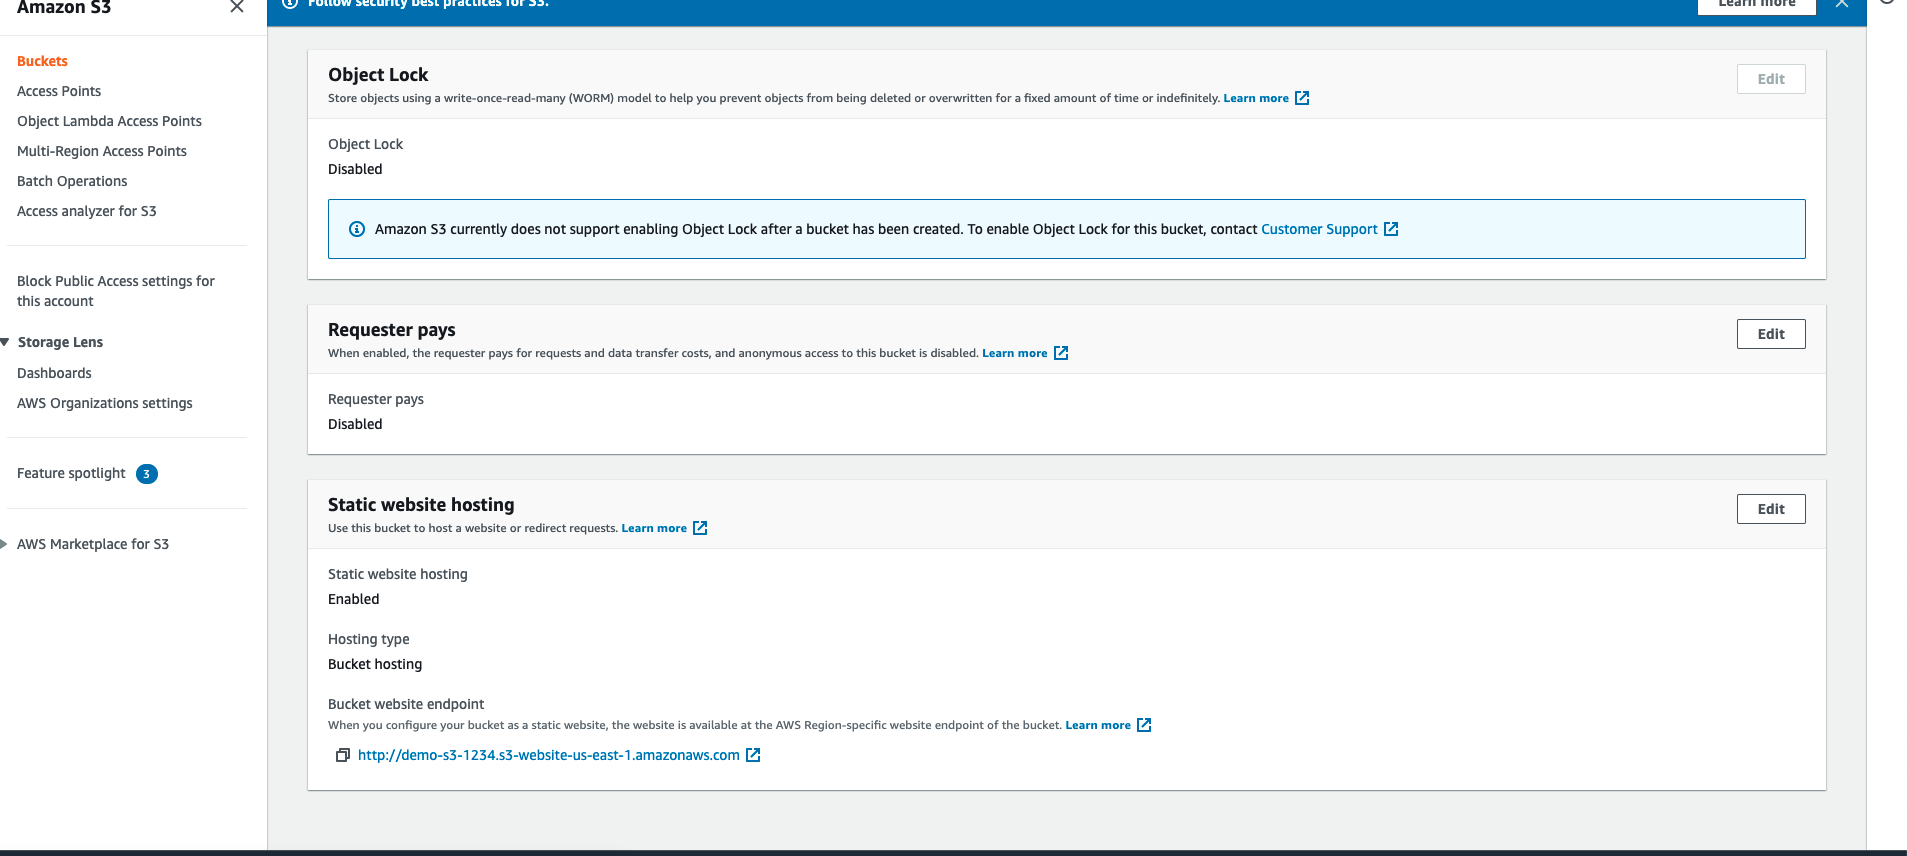 Amazon S3
Follow security best practices for S3.
Learn more
Buckets
Access Points
Object Lambda Access Points
Multi-Region Access Points
Batch Operations
Access analyzer for S3
Block Public Access settings for
this account
Storage Lens
Dashboards
AWS Organizations settings
Feature spotlight 3
AWS Marketplace for S3
Object Lock
Edit
Store objects using a write-once-read-many (WORM) model to help you prevent objects from being deleted or overwritten for a fixed amount of time or indefinitely. Learn more
Object Lock
Disabled
Amazon S3 currently does not support enabling Object Lock after a bucket has been created. To enable Object Lock for this bucket, contact Customer Support
Requester pays
Edit
When enabled, the requester pays for requests and data transfer costs, and anonymous access to this bucket is disabled. Learn more
Requester pays
Disabled
Static website hosting
Edit
Use this bucket to host a website or redirect requests. Learn more
Static website hosting
Enabled
Hosting type
Bucket hosting
Bucket website endpoint
When you configure your bucket as a static website, the website is available at the AWS Region-specific website endpoint of the bucket. Learn more
http://demo-s3-1234.s3-website-us-east-1.amazonaws.com